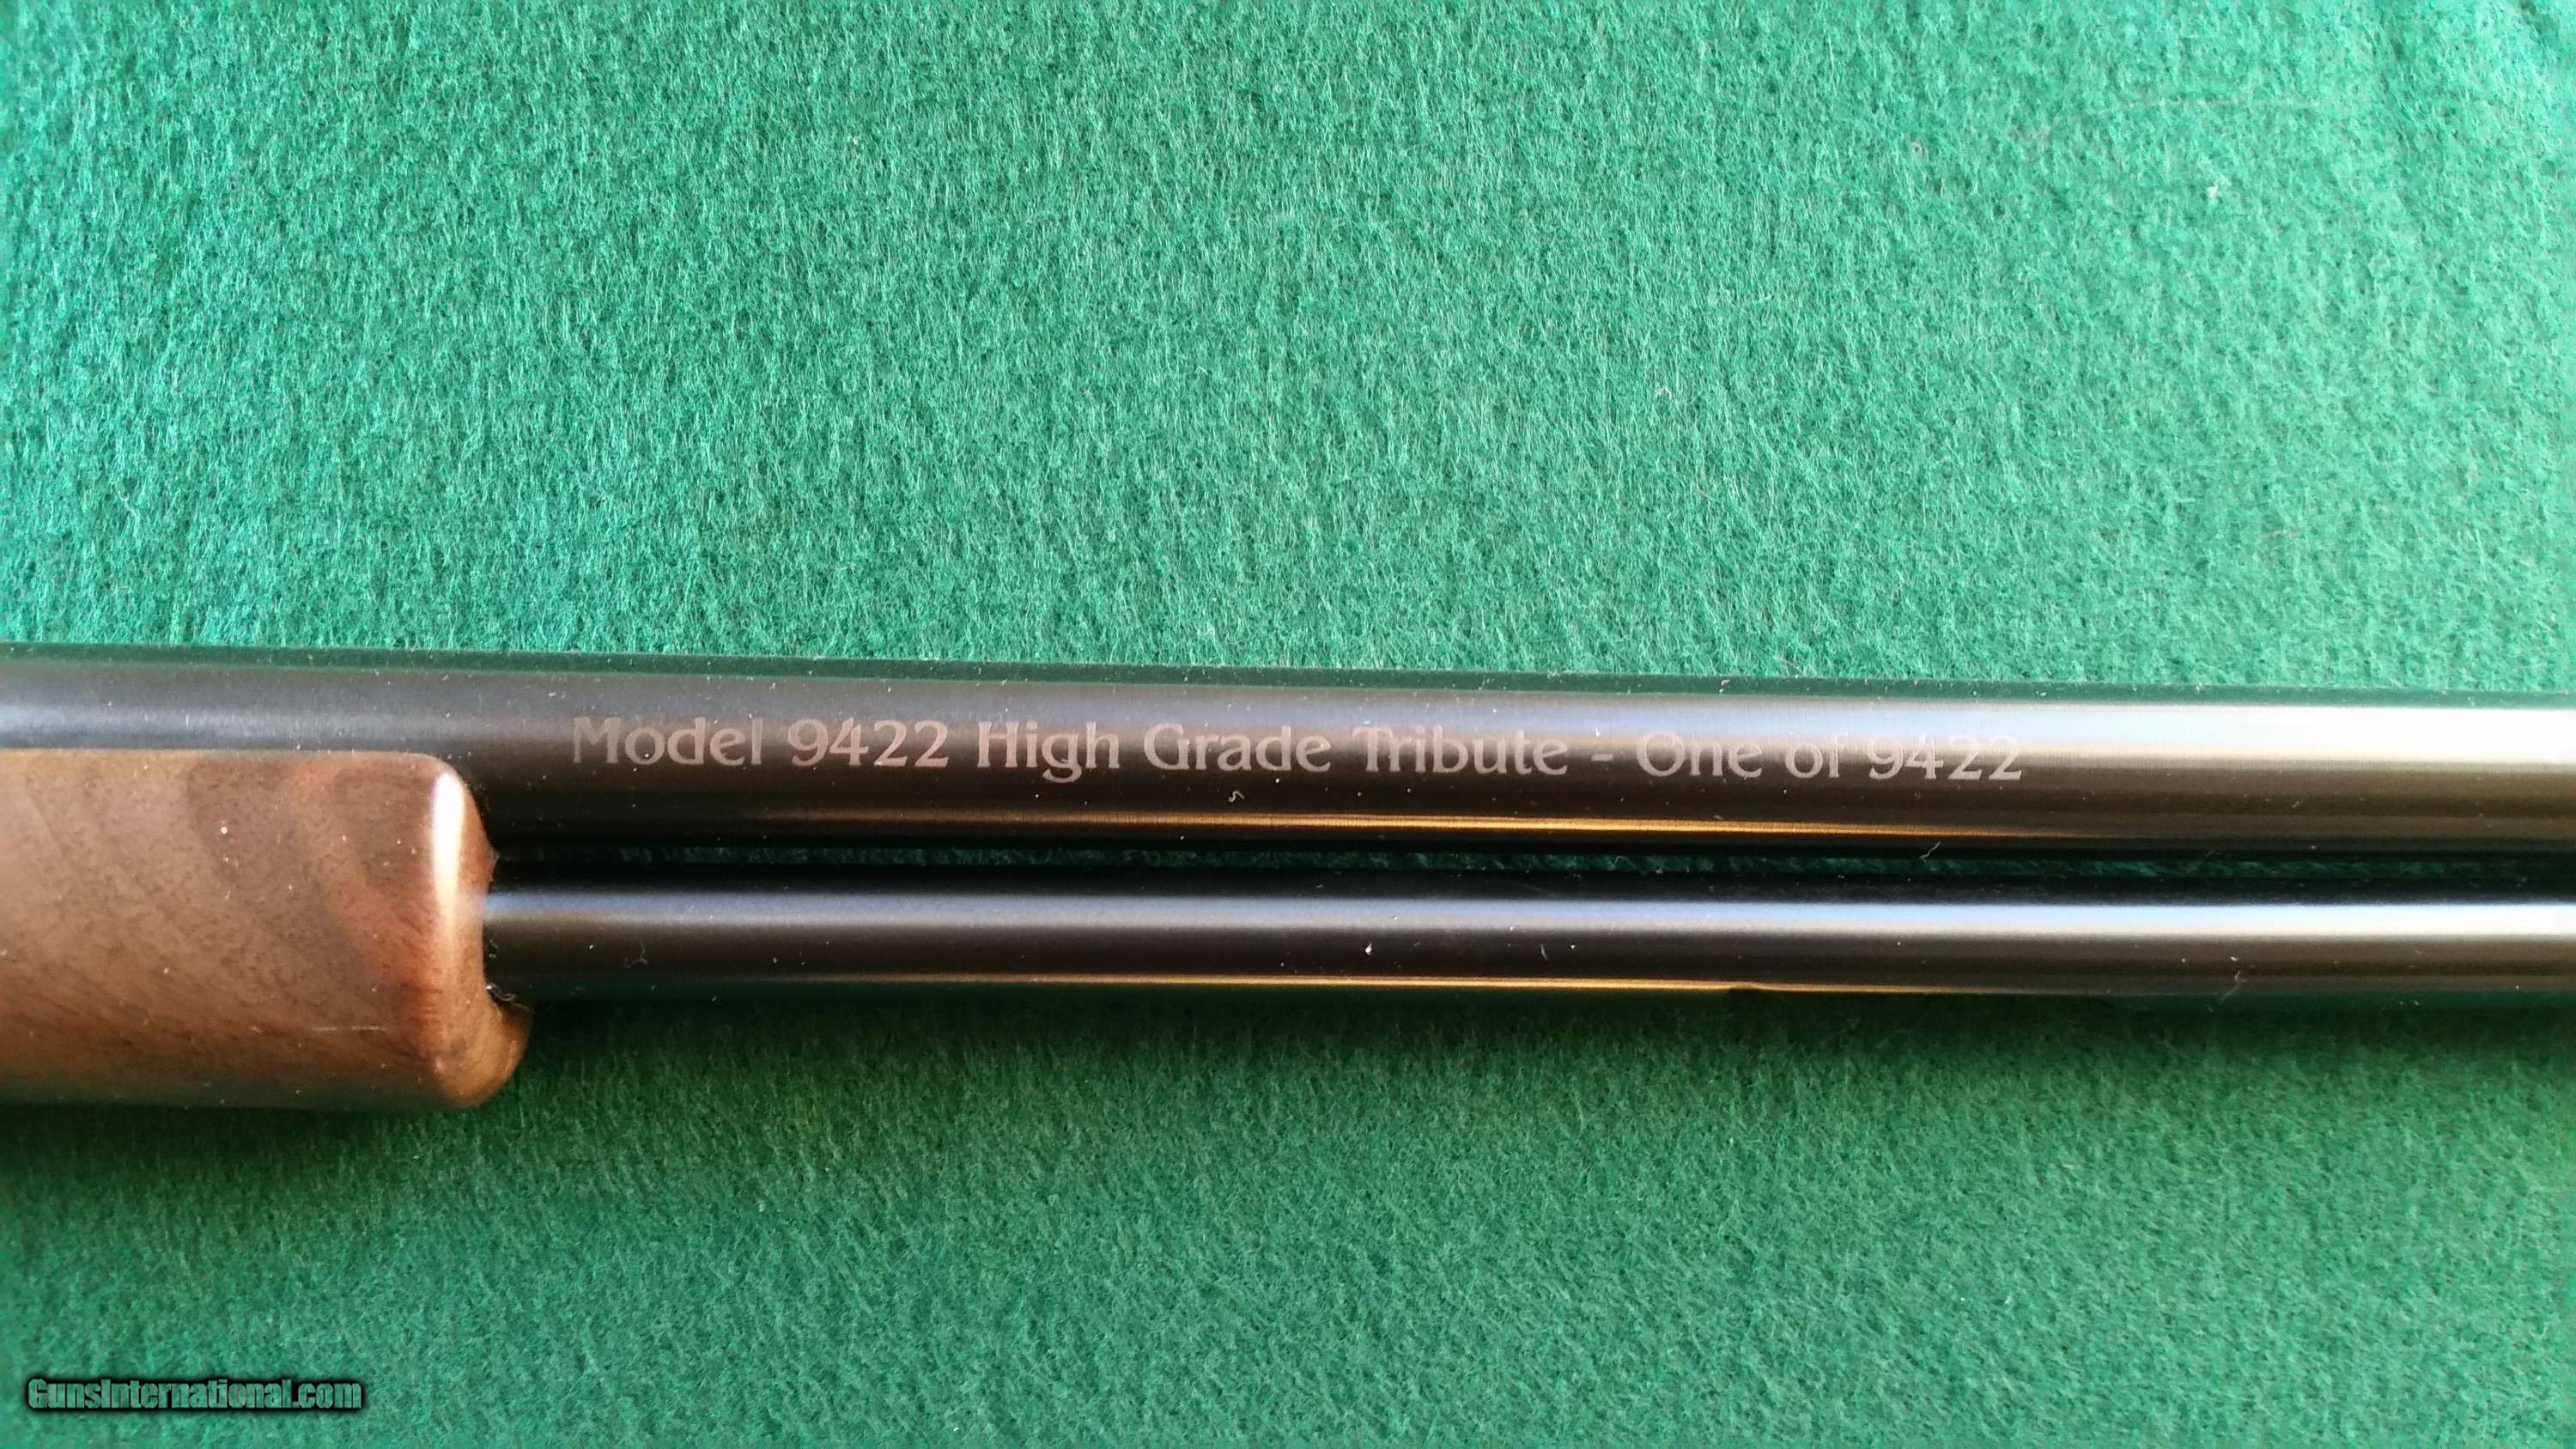 Model 9422 High Grade Tribute - One of 9422
GunsInternational.com